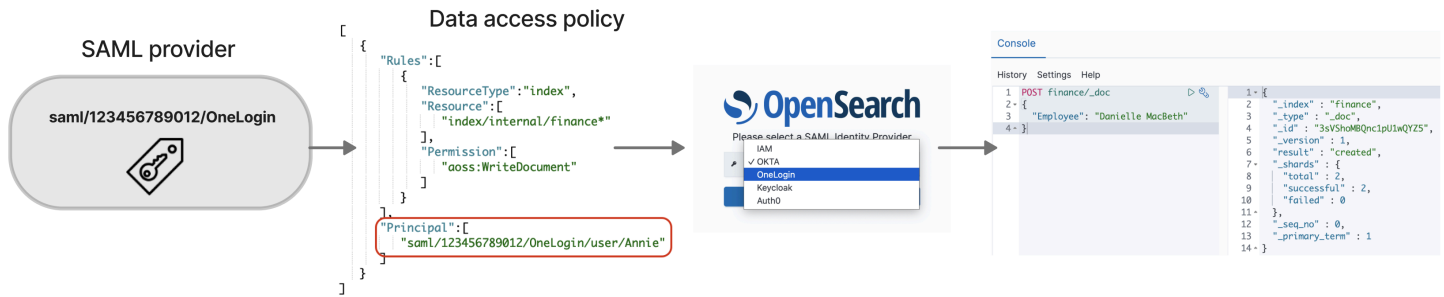 SAML provider
saml/123456789012/OneLogin
Data access policy
[
{
"Rules":[
{
"ResourceType":"index",
"Resource":[
"index/internal/finance*"
],
"Permission":[
"aoss:WriteDocument"
]
}
],
"Principal":[
"saml/123456789012/OneLogin/user/Annie"
]
}
]
OpenSearch
Please select a SAML Identity Provider
IAM
✓ OKTA
OneLogin
Keycloak
Auth0
Console
History Settings Help
1 POST finance/_doc
2 {
3 "Employee": "Danielle MacBeth"
4 }
1 {
2 "_index" : "finance",
3 "_type" : "_doc",
4 "_id" : "3sVShoMBQnc1pU1wQYZ5",
5 "_version" : 1,
6 "result" : "created",
7 "_shards" : {
8 "total" : 2,
9 "successful" : 2,
10 "failed" : 0
11 },
12 "_seq_no" : 0,
13 "_primary_term" : 1
14 }